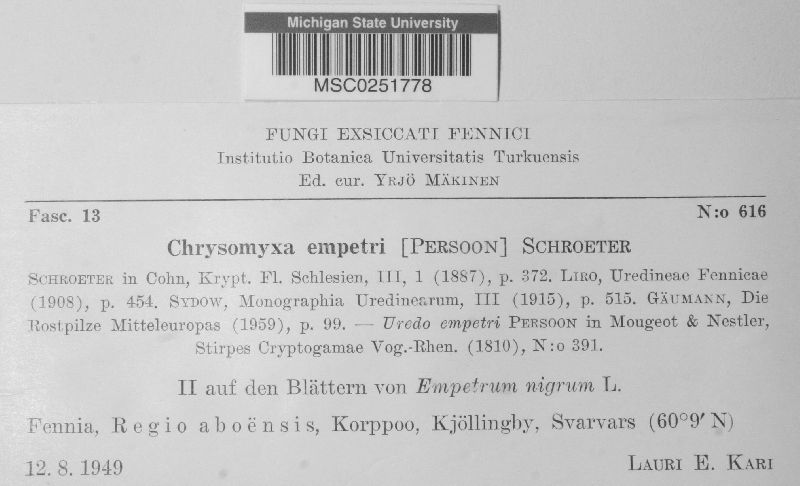 Michigan State University
MSC0251778
FUNGI EXSICCATI FENNICI
Institutio Botanica Universitatis Turkuensis
Ed. cur. YRJÖ MÄKINEN
Fasc. 13 N:o 616
Chrysomyxa empetri [PERSOON] SCHROETER
SCHROETER in Cohn, Krypt. Fl. Schlesien, III, 1 (1887), p. 372. LIRO, Uredineae Fennicae
(1908), p. 454. SYDOW, Monographia Uredinearum, III (1915), p. 515. GÄUMANN, Die
Rostpilze Mitteleuropas (1959), p. 99. — Uredo empetri PERSOON in Mougeot & Nestler,
Stirpes Cryptogamae Vog.-Rhen. (1810), N:o 391.
II auf den Blättern von Empetrum nigrum L.
Fennia, Regio aboënsis, Korppoo, Kjöllingby, Svarvars (60°9′ N)
12. 8. 1949 LAURI E. KARI